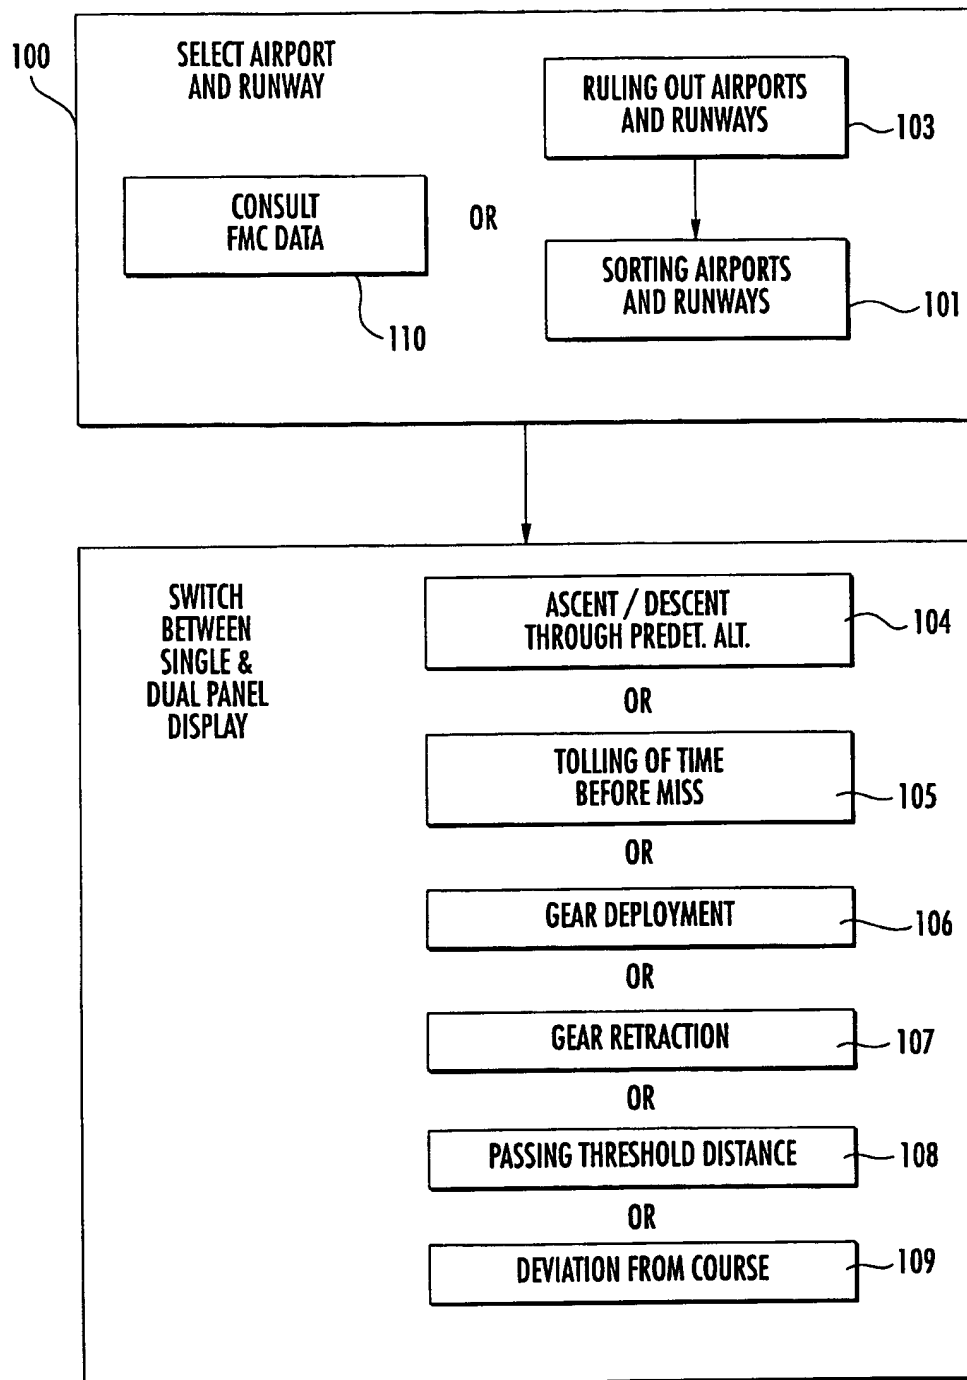 100
SELECT AIRPORT
AND RUNWAY
RULING OUT AIRPORTS
AND RUNWAYS
103
CONSULT
FMC DATA
110
OR
SORTING AIRPORTS
AND RUNWAYS
101
SWITCH
BETWEEN
SINGLE &
DUAL PANEL
DISPLAY
ASCENT / DESCENT
THROUGH PREDET. ALT.
104
OR
TOLLING OF TIME
BEFORE MISS
105
OR
GEAR DEPLOYMENT
106
OR
GEAR RETRACTION
107
OR
PASSING THRESHOLD DISTANCE
108
OR
DEVIATION FROM COURSE
109